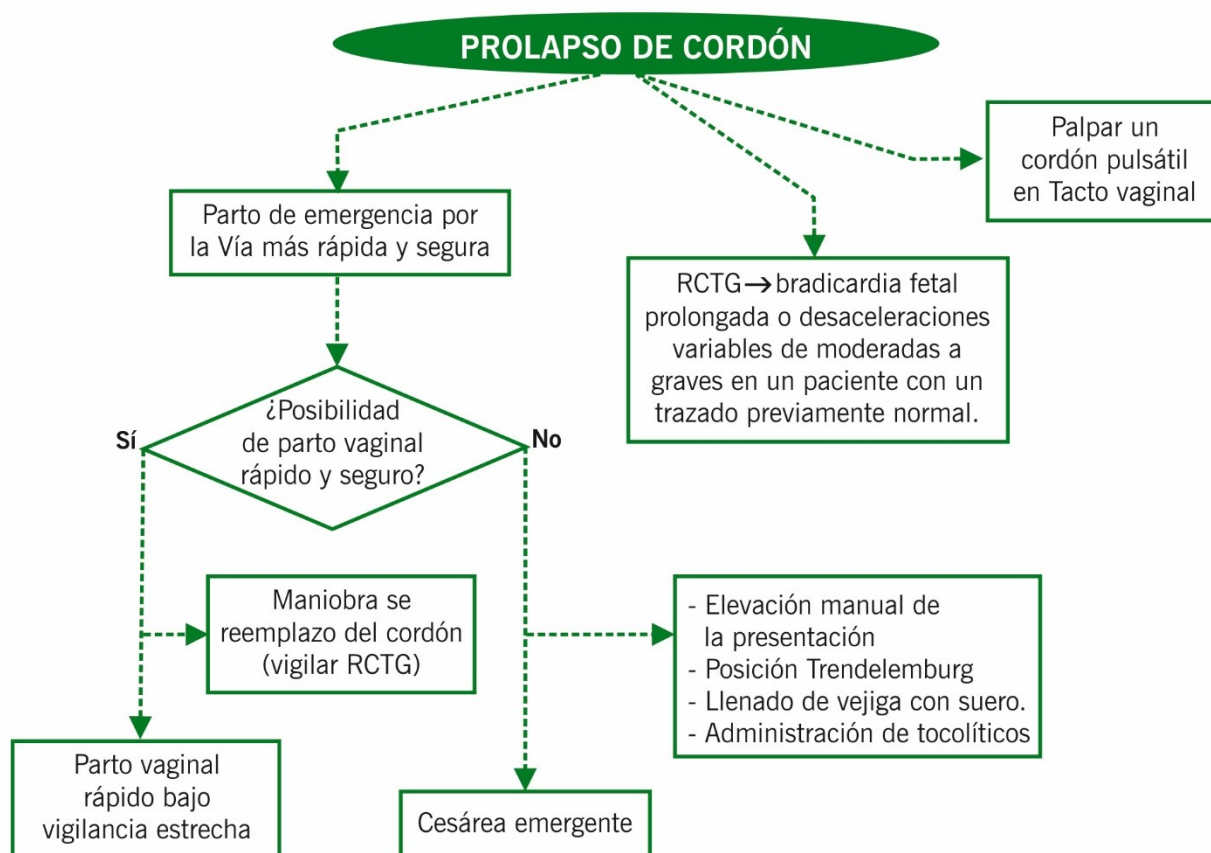 PROLAPSO DE CORDÓN
Palpar un
cordón pulsátil
en Tacto vaginal
Parto de emergencia por
la Vía más rápida y segura
RCTG→bradicardia fetal
prolongada o desaceleraciones
variables de moderadas a
graves en un paciente con un
trazado previamente normal.
¿Posibilidad
de parto vaginal
rápido y seguro?
Sí
No
Maniobra se
reemplazo del cordón
(vigilar RCTG)
- Elevación manual de
la presentación
- Posición Trendelemburg
- Llenado de vejiga con suero.
- Administración de tocolíticos
Parto vaginal
rápido bajo
vigilancia estrecha
Cesárea emergente